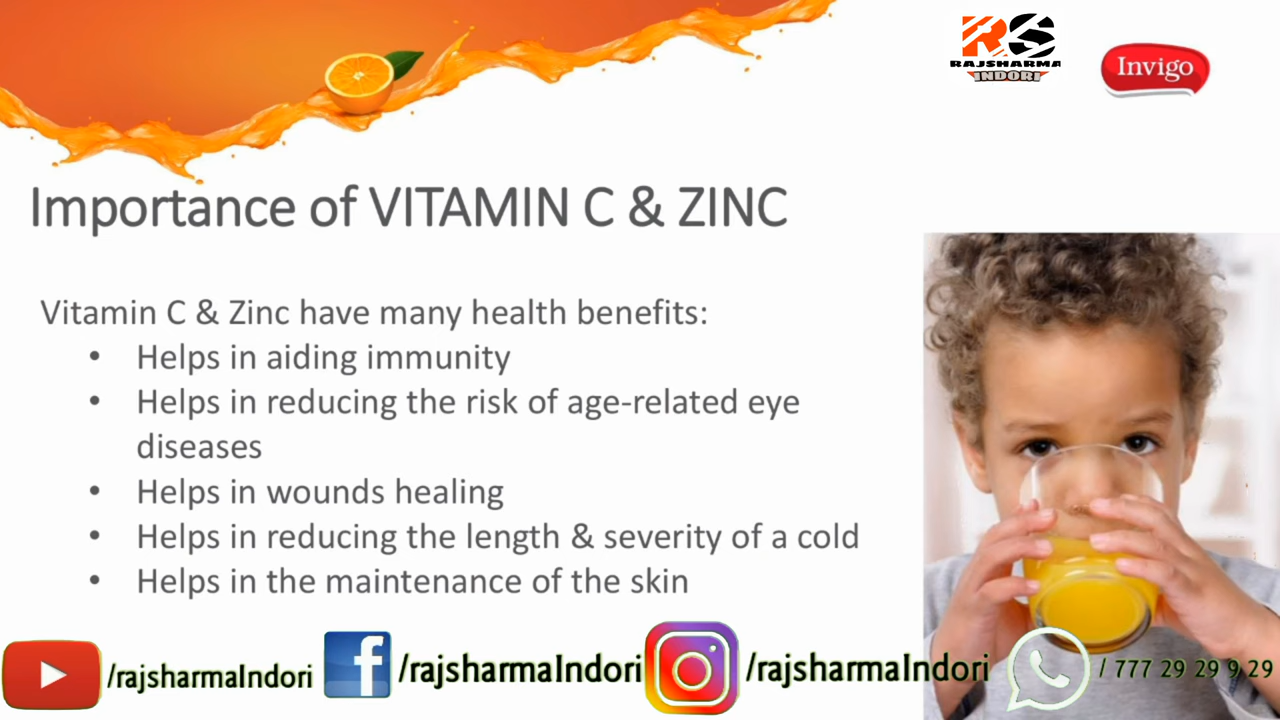 RS
RAJSHARMA
INDORI
Invigo
Importance of VITAMIN C & ZINC
Vitamin C & Zinc have many health benefits:
• Helps in aiding immunity
• Helps in reducing the risk of age-related eye
diseases
• Helps in wounds healing
• Helps in reducing the length & severity of a cold
• Helps in the maintenance of the skin
/rajsharmaIndori f /rajsharmaIndori /rajsharmaIndori / 777 29 29 9 29